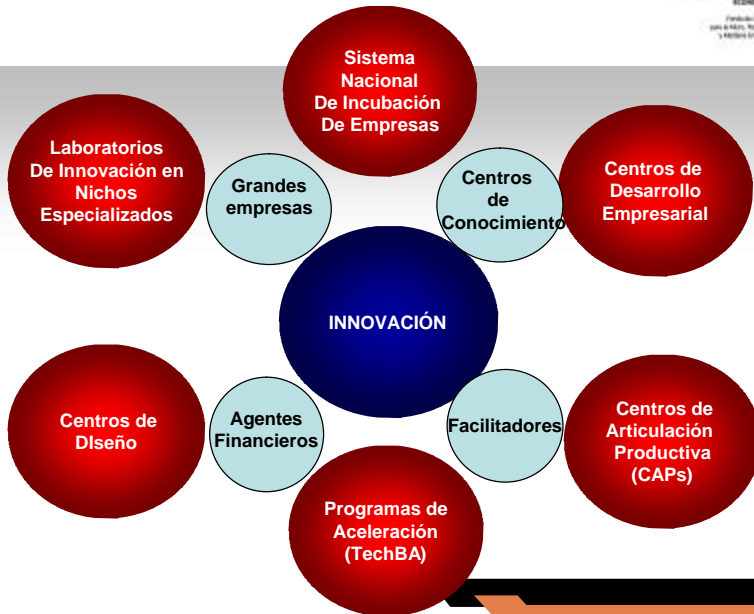 Sistema
Nacional
De Incubación
De Empresas
Laboratorios
De Innovación en
Nichos
Especializados
Grandes
empresas
Centros
de
Conocimiento
Centros de
Desarrollo
Empresarial
INNOVACIÓN
Centros de
DIseño
Agentes
Financieros
Facilitadores
Centros de
Articulación
Productiva
(CAPs)
Programas de
Aceleración
(TechBA)